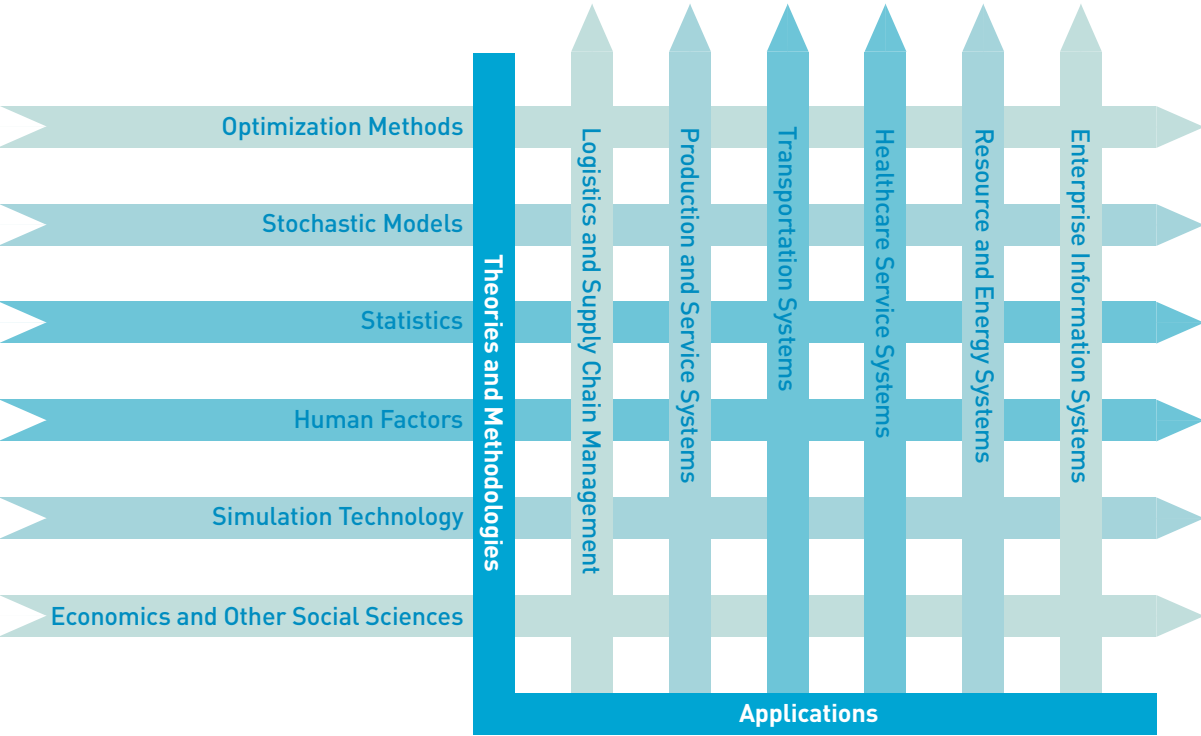 Optimization Methods
Stochastic Models
Statistics
Human Factors
Simulation Technology
Economics and Other Social Sciences
Theories and Methodologies
Logistics and Supply Chain Management
Production and Service Systems
Transportation Systems
Healthcare Service Systems
Resource and Energy Systems
Enterprise Information Systems
Applications